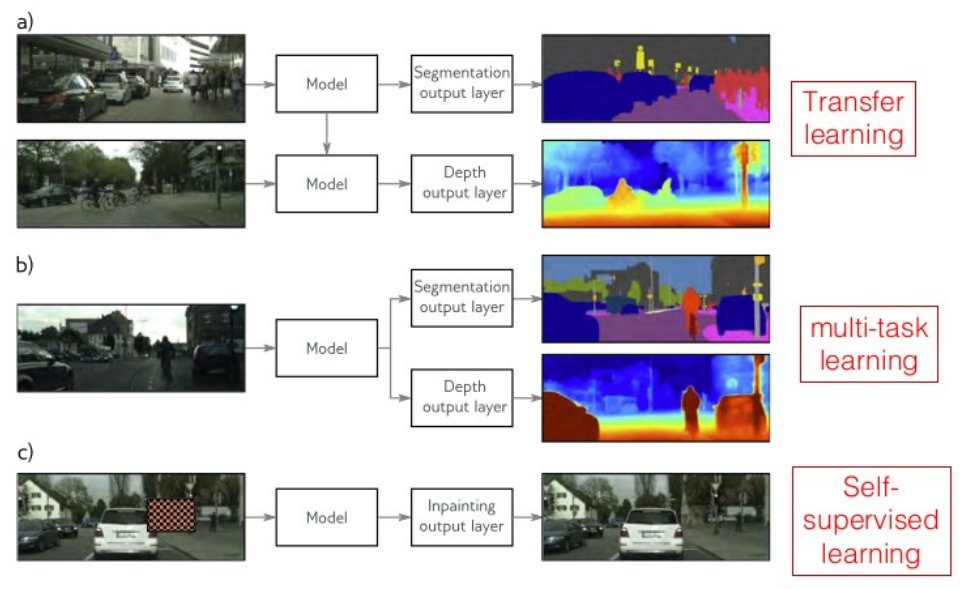 a)
Model
Segmentation
output layer
Transfer
learning
Model
Depth
output layer
b)
Model
Segmentation
output layer
Depth
output layer
multi-task
learning
c)
Model
Inpainting
output layer
Self-
supervised
learning